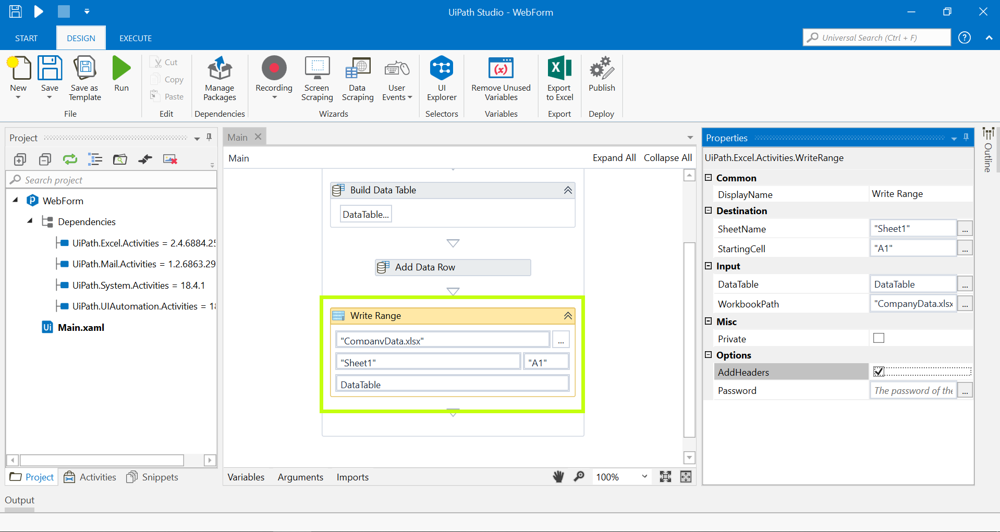 UiPath Studio - WebForm
START DESIGN EXECUTE Universal Search (Ctrl + F) ?
New Save Save as Template Run Cut Copy Paste
Manage Packages Recording Screen Scraping Data Scraping User Events UI Explorer Remove Unused Variables Export to Excel Publish
File Edit Dependencies Wizards Selectors Variables Export Deploy
Project
Search project
WebForm
Dependencies
UiPath.Excel.Activities = 2.4.6884.25
UiPath.Mail.Activities = 1.2.6863.29
UiPath.System.Activities = 18.4.1
UiPath.UIAutomation.Activities = 18
Main.xaml
Project Activities Snippets
Output
Main
Main Expand All Collapse All
Build Data Table
DataTable...
Add Data Row
Write Range
"CompanyData.xlsx" ...
"Sheet1" "A1"
DataTable
Variables Arguments Imports 100%
Properties
UiPath.Excel.Activities.WriteRange
Common
DisplayName Write Range
Destination
SheetName "Sheet1" ...
StartingCell "A1" ...
Input
DataTable DataTable ...
WorkbookPath "CompanyData.xlsx ...
Misc
Private
Options
AddHeaders
Password The password of the ...
Outline